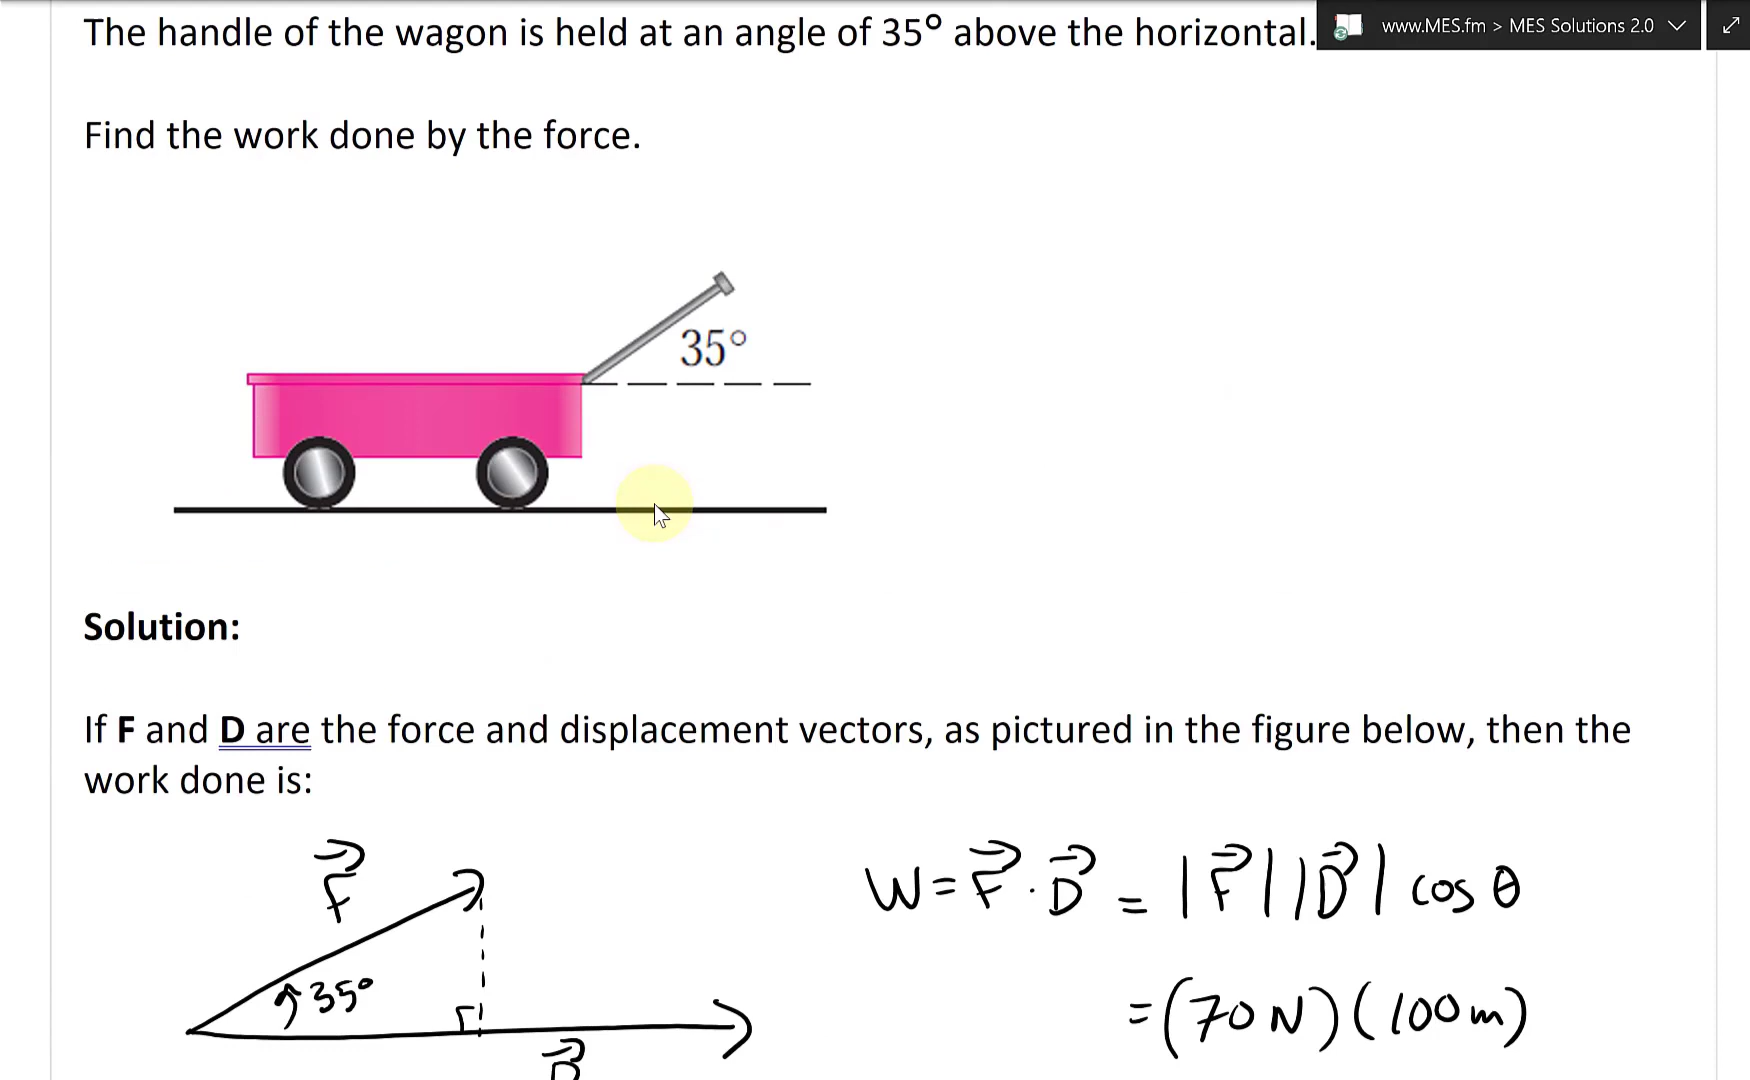 The handle of the wagon is held at an angle of 35° above the horizontal.
www.MES.fm > MES Solutions 2.0
Find the work done by the force.
35°
Solution:
If F and D are the force and displacement vectors, as pictured in the figure below, then the
work done is:
F⃗
35°
D⃗
W = F⃗ · D⃗ = |F⃗| |D⃗| cos θ
= (70 N) (100 m)